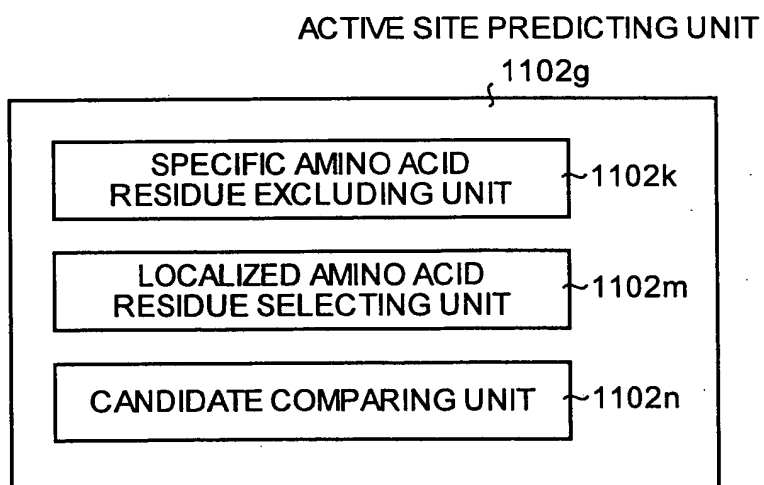 ACTIVE SITE PREDICTING UNIT
1102g
SPECIFIC AMINO ACID
RESIDUE EXCLUDING UNIT
1102k
LOCALIZED AMINO ACID
RESIDUE SELECTING UNIT
1102m
CANDIDATE COMPARING UNIT
1102n